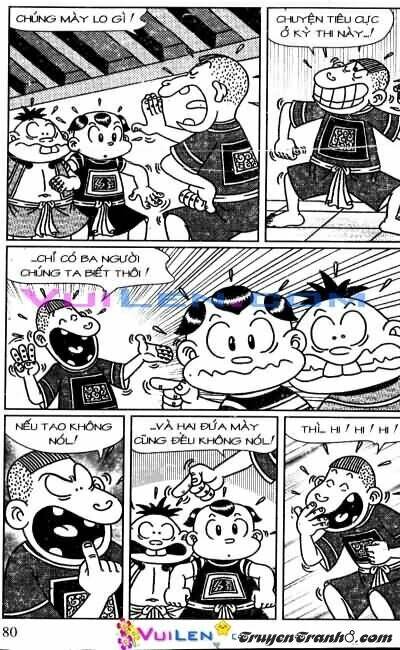 CHÚNG MÀY LO GÌ !
CHUYỆN TIÊU CỰC
Ở KỲ THI NÀY...!
...CHỈ CÓ BA NGƯỜI
CHÚNG TA BIẾT THÔI !
VUILEN.COM
NẾU TAO KHÔNG
NÓI...!
...VÀ HAI ĐỨA MÀY
CŨNG ĐỀU KHÔNG NÓI..!
THÌ... HI ! HI ! HI !
80
VUILEN
TruyenTranh8.com